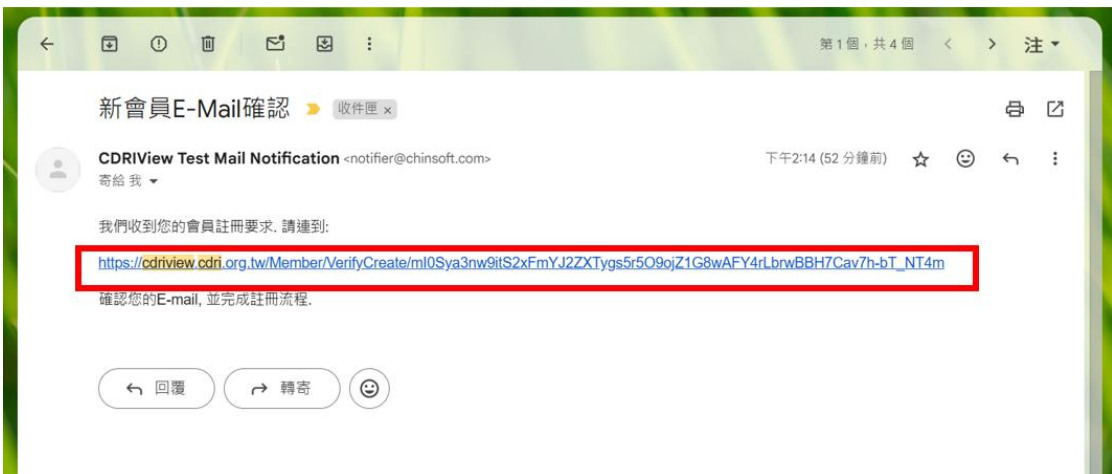 第 1 個，共 4 個
注
新會員E-Mail確認
收件匣 ×
CDRIView Test Mail Notification <notifier@chinsoft.com>
下午2:14 (52 分鐘前)
寄給 我
我們收到您的會員註冊要求. 請連到:
https://cdriview.cdri.org.tw/Member/VerifyCreate/mI0Sya3nw9itS2xFmYJ2ZXTygs5r5O9ojZ1G8wAFY4rLbrwBBH7Cav7h-bT_NT4m
確認您的E-mail, 並完成註冊流程.
回覆
轉寄